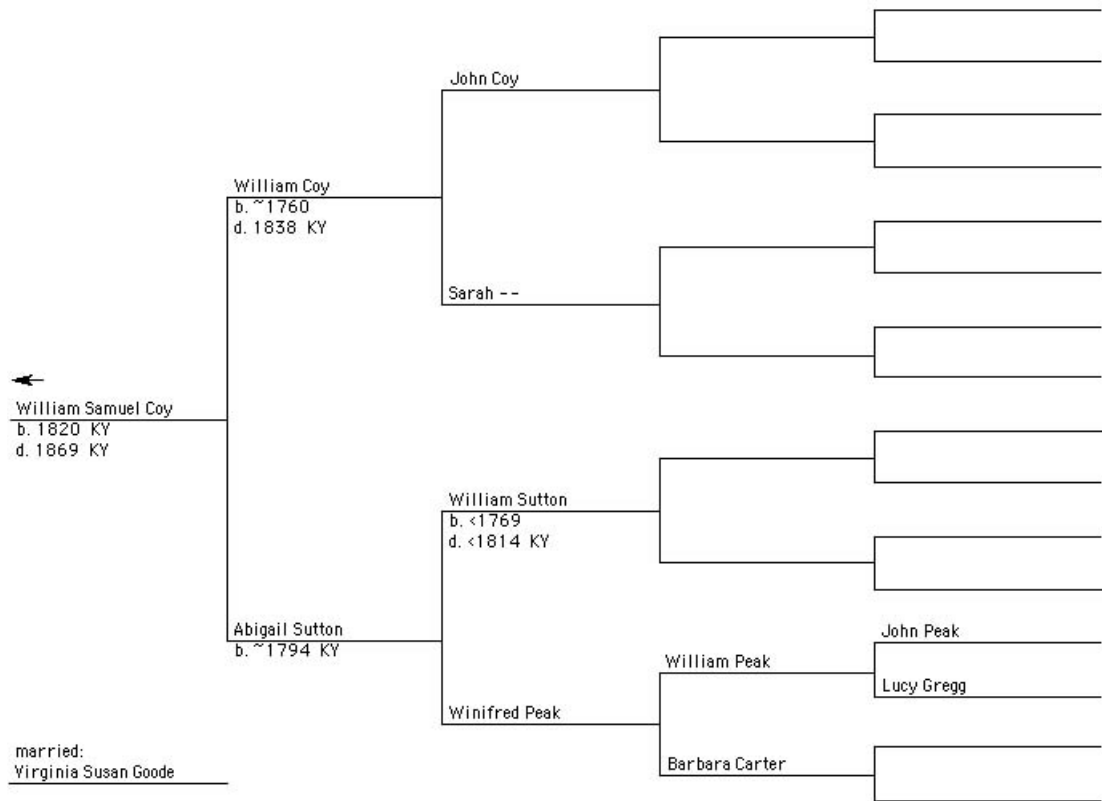 John Coy
William Coy
b. ~1760
d. 1838 KY
Sarah --
William Samuel Coy
b. 1820 KY
d. 1869 KY
William Sutton
b. <1769
d. <1814 KY
Abigail Sutton
b. ~1794 KY
John Peak
William Peak
Lucy Gregg
Winifred Peak
Barbara Carter
married:
Virginia Susan Goode